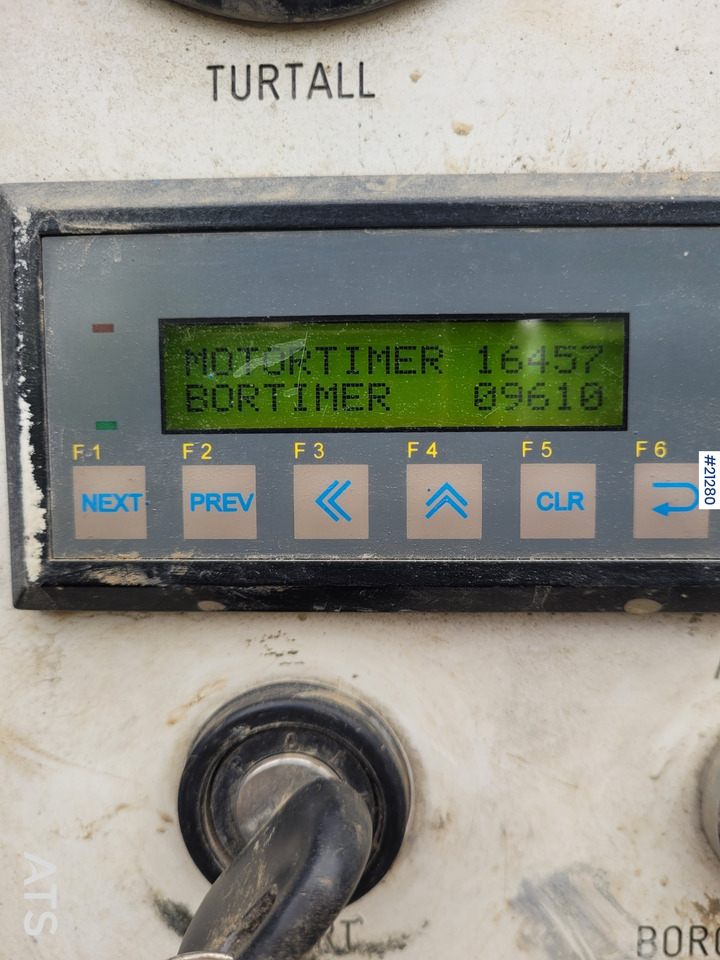 TURTALL
MOTORTIMER 16457
BORTIMER 09610
F1 F2 F3 F4 F5 F6
NEXT PREV CLR
#21280
ATS